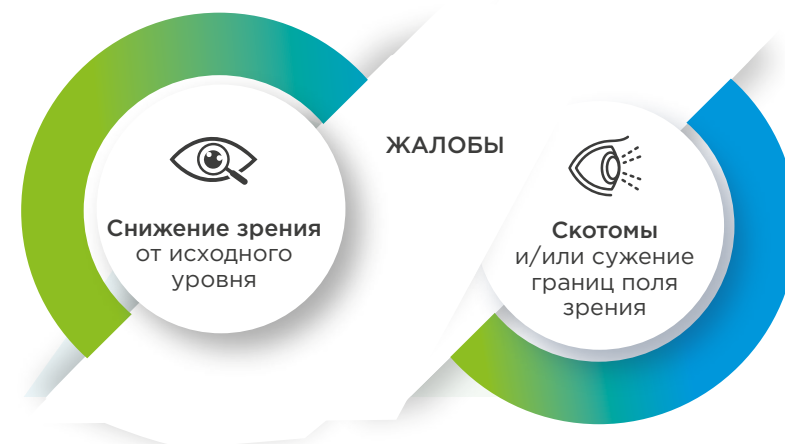 ЖАЛОБЫ
Снижение зрения
от исходного
уровня
Скотомы
и/или сужение
границ поля
зрения